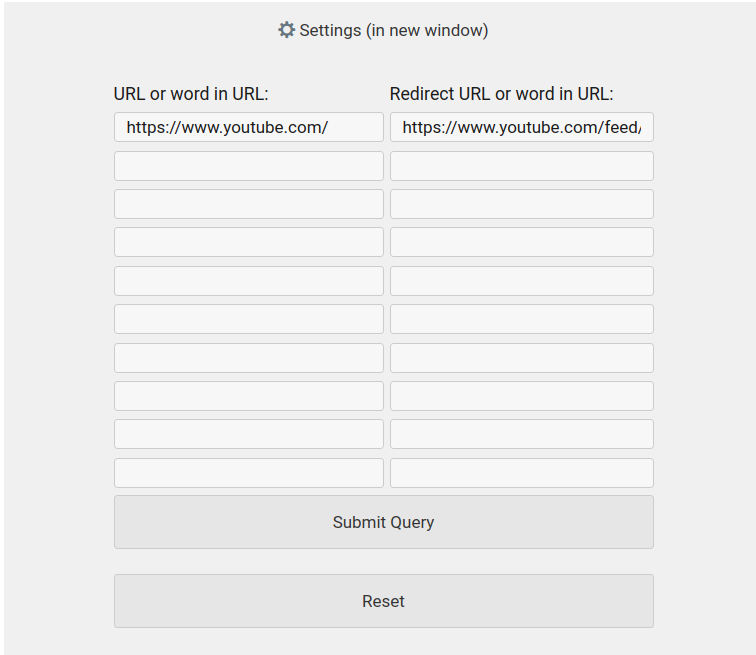 Settings (in new window)
URL or word in URL: Redirect URL or word in URL:
https://www.youtube.com/ https://www.youtube.com/feed/
Submit Query
Reset